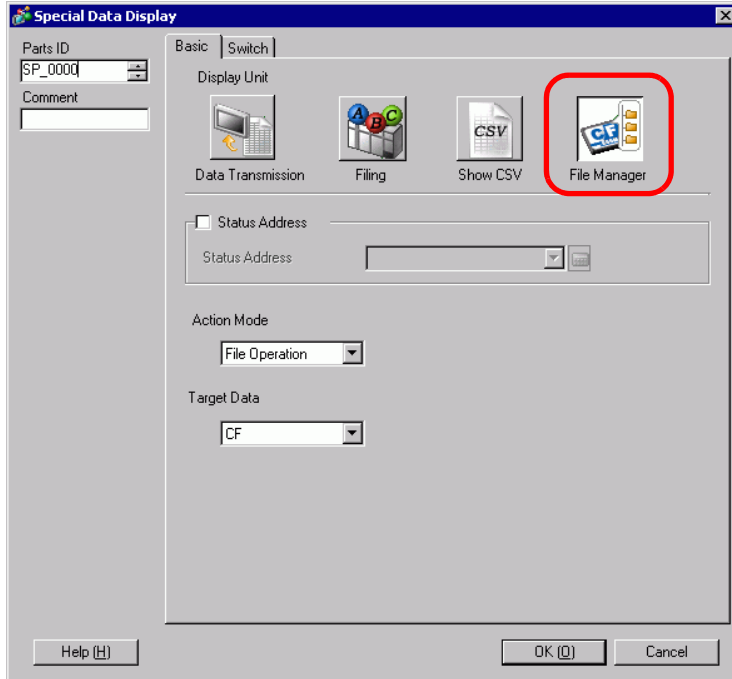 Special Data Display
Parts ID
SP_0000
Comment
Basic
Switch
Display Unit
A B C
CSV
CF
Data Transmission
Filing
Show CSV
File Manager
Status Address
Status Address
Action Mode
File Operation
Target Data
CF
Help (H)
OK (O)
Cancel